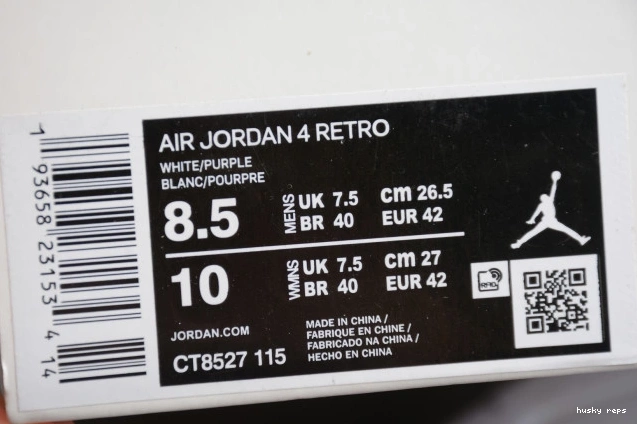 AIR JORDAN 4 RETRO
WHITE/PURPLE
BLANC/POURPRE
8.5 MENS UK 7.5 cm 26.5
BR 40 EUR 42
10 WMNS UK 7.5 cm 27
BR 40 EUR 42
JORDAN.COM
CT8527 115
MADE IN CHINA /
FABRIQUE EN CHINE /
FABRICADO NA CHINA /
HECHO EN CHINA
RFID
1 93658 23153 4 14
husky reps